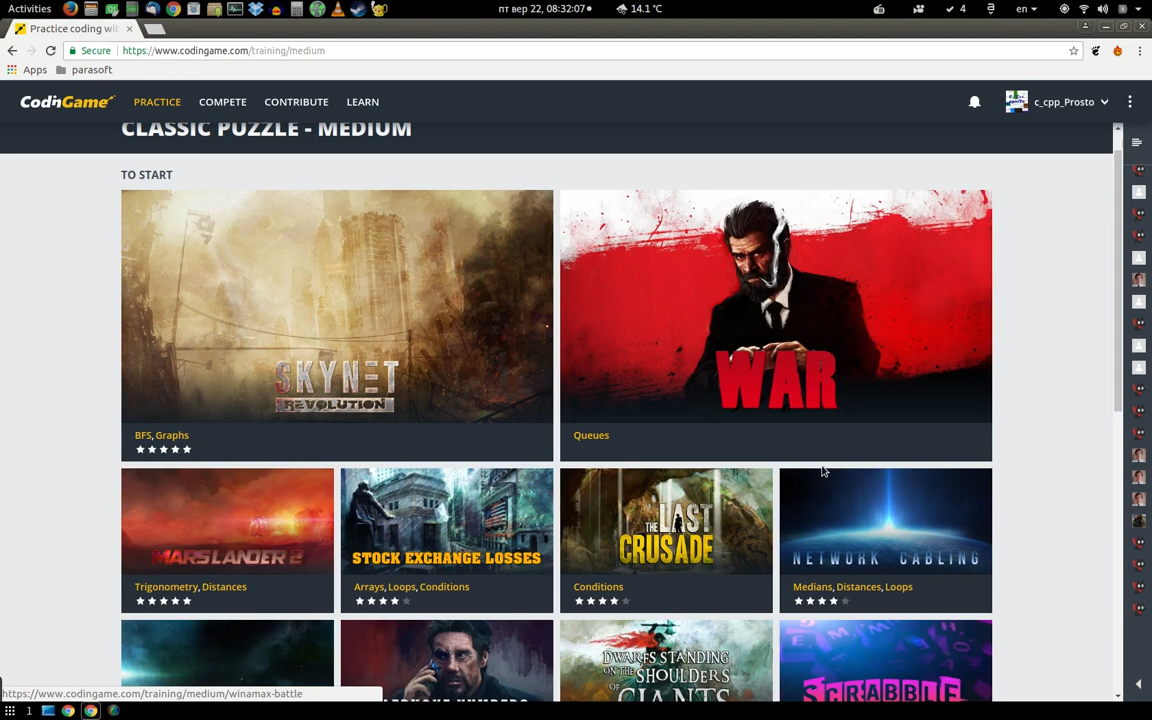 Activities
пт вер 22, 08:32:07
14.1 °C
4
en
Practice coding wit
Secure
https://www.codingame.com/training/medium
Apps
parasoft
CodinGame
PRACTICE
COMPETE
CONTRIBUTE
LEARN
c_cpp_Prosto
CLASSIC PUZZLE - MEDIUM
TO START
SKYNET
REVOLUTION
WAR
BFS, Graphs
Queues
MARS LANDER 2
STOCK EXCHANGE LOSSES
THE LAST
CRUSADE
NETWORK CABLING
Trigonometry, Distances
Arrays, Loops, Conditions
Conditions
Medians, Distances, Loops
DWARFS STANDING
ON THE SHOULDERS
OF GIANTS
SCRABBLE
https://www.codingame.com/training/medium/winamax-battle
1